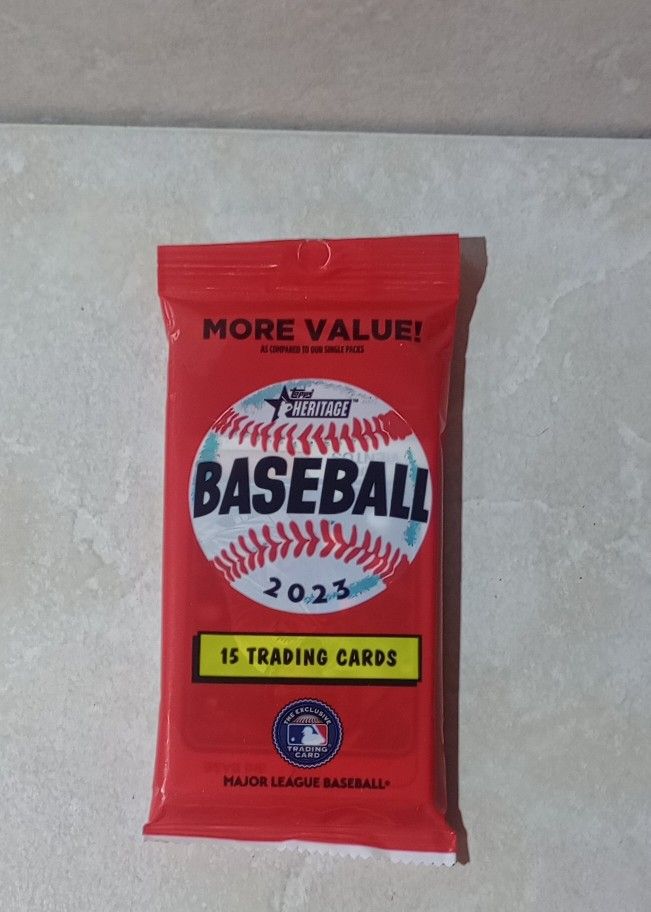 MORE VALUE!
AS COMPARED TO OUR SINGLE PACKS
TOPPS
HERITAGE™
BASEBALL
2023
15 TRADING CARDS
THE EXCLUSIVE
TRADING
CARD
MAJOR LEAGUE BASEBALL®